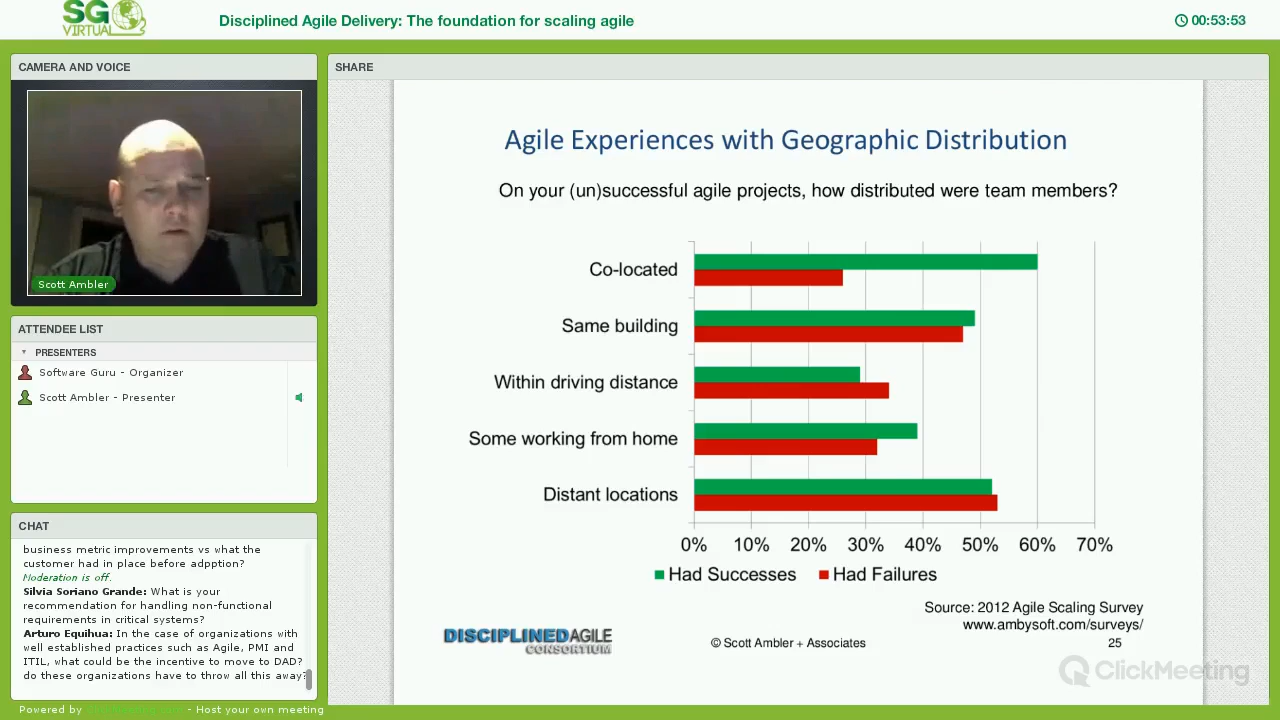 SG
VIRTUAL
Disciplined Agile Delivery: The foundation for scaling agile
00:53:53
CAMERA AND VOICE
Scott Ambler
ATTENDEE LIST
PRESENTERS
Software Guru - Organizer
Scott Ambler - Presenter
CHAT
business metric improvements vs what the
customer had in place before adpption?
Moderation is off.
Silvia Soriano Grande: What is your
recommendation for handling non-functional
requirements in critical systems?
Arturo Equihua: In the case of organizations with
well established practices such as Agile, PMI and
ITIL, what could be the incentive to move to DAD?
do these organizations have to throw all this away?
Powered by - Host your own meeting
SHARE
Agile Experiences with Geographic Distribution
On your (un)successful agile projects, how distributed were team members?
Co-located
Same building
Within driving distance
Some working from home
Distant locations
0% 10% 20% 30% 40% 50% 60% 70%
Had Successes Had Failures
Source: 2012 Agile Scaling Survey
www.ambysoft.com/surveys/
DISCIPLINED AGILE
CONSORTIUM
© Scott Ambler + Associates
25
ClickMeeting